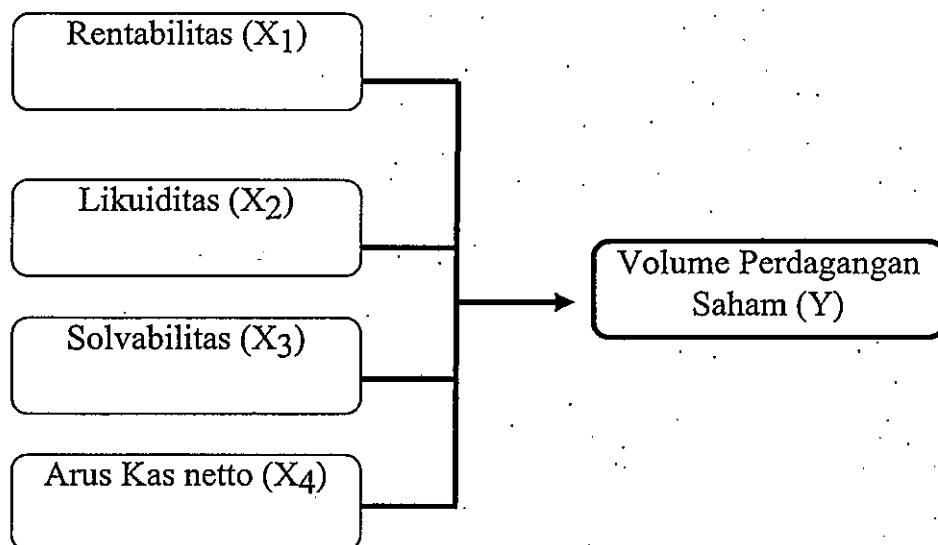 Rentabilitas (X1)
Likuiditas (X2)
Volume Perdagangan
Saham (Y)
Solvabilitas (X3)
Arus Kas netto (X4)